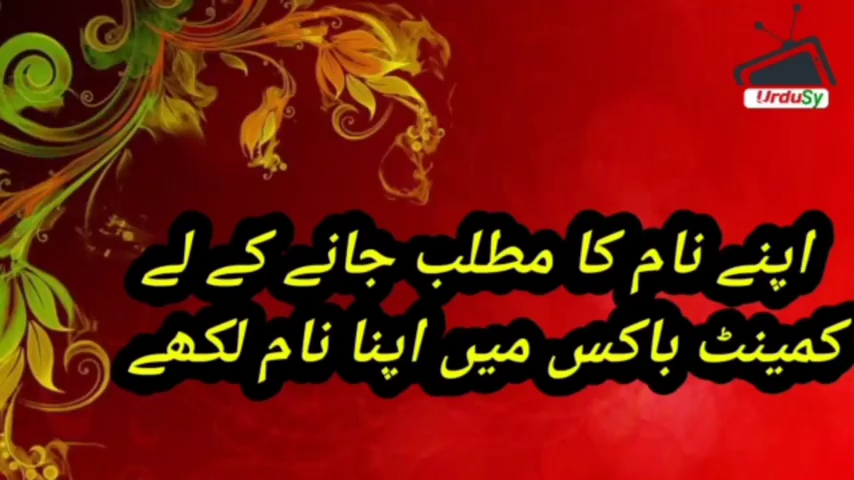 UrduSy
اپنے نام کا مطلب جانے کے لے
کمینٹ باکس میں اپنا نام لکھے